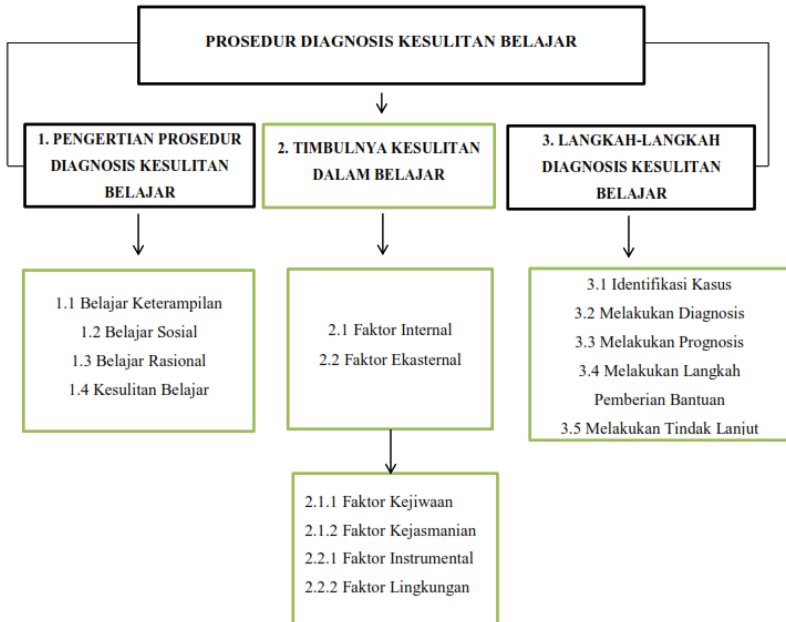 PROSEDUR DIAGNOSIS KESULITAN BELAJAR
1. PENGERTIAN PROSEDUR
DIAGNOSIS KESULITAN
BELAJAR
2. TIMBULNYA KESULITAN
DALAM BELAJAR
3. LANGKAH-LANGKAH
DIAGNOSIS KESULITAN
BELAJAR
1.1 Belajar Keterampilan
1.2 Belajar Sosial
1.3 Belajar Rasional
1.4 Kesulitan Belajar
2.1 Faktor Internal
2.2 Faktor Ekasternal
3.1 Identifikasi Kasus
3.2 Melakukan Diagnosis
3.3 Melakukan Prognosis
3.4 Melakukan Langkah
Pemberian Bantuan
3.5 Melakukan Tindak Lanjut
2.1.1 Faktor Kejiwaan
2.1.2 Faktor Kejasmanian
2.2.1 Faktor Instrumental
2.2.2 Faktor Lingkungan